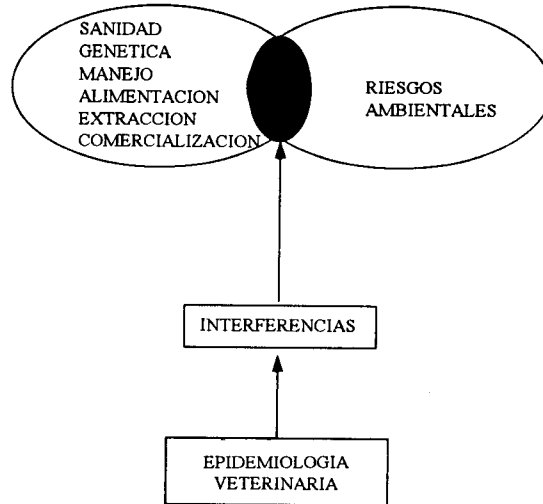 SANIDAD
GENETICA
MANEJO
ALIMENTACION
EXTRACCION
COMERCIALIZACION
RIESGOS
AMBIENTALES
INTERFERENCIAS
EPIDEMIOLOGIA
VETERINARIA